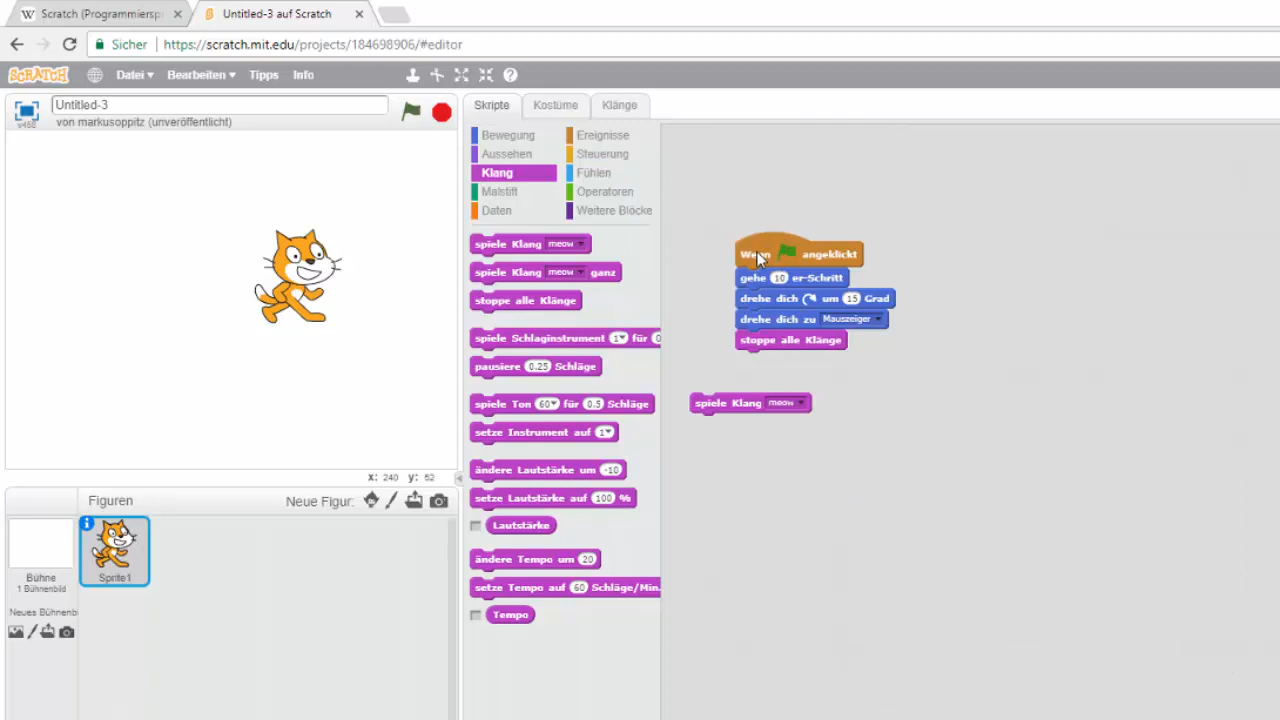 Scratch (Programmiersp
Untitled-3 auf Scratch
Sicher
https://scratch.mit.edu/projects/184698906/#editor
SCRATCH
Datei
Bearbeiten
Tipps
Info
Untitled-3
von markusoppitz (unveröffentlicht)
v456
Skripte
Kostüme
Klänge
Bewegung
Ereignisse
Aussehen
Steuerung
Klang
Fühlen
Malstift
Operatoren
Daten
Weitere Blöcke
spiele Klang meow
spiele Klang meow ganz
stoppe alle Klänge
spiele Schlaginstrument 1 für 0
pausiere 0.25 Schläge
spiele Ton 60 für 0.5 Schläge
setze Instrument auf 1
ändere Lautstärke um -10
setze Lautstärke auf 100 %
Lautstärke
ändere Tempo um 20
setze Tempo auf 60 Schläge/Min.
Tempo
Wenn angeklickt
gehe 10 er-Schritt
drehe dich um 15 Grad
drehe dich zu Mauszeiger
stoppe alle Klänge
spiele Klang meow
x: 240 y: 52
Figuren
Neue Figur:
Bühne
1 Bühnenbild
Neues Bühnenb
Sprite1